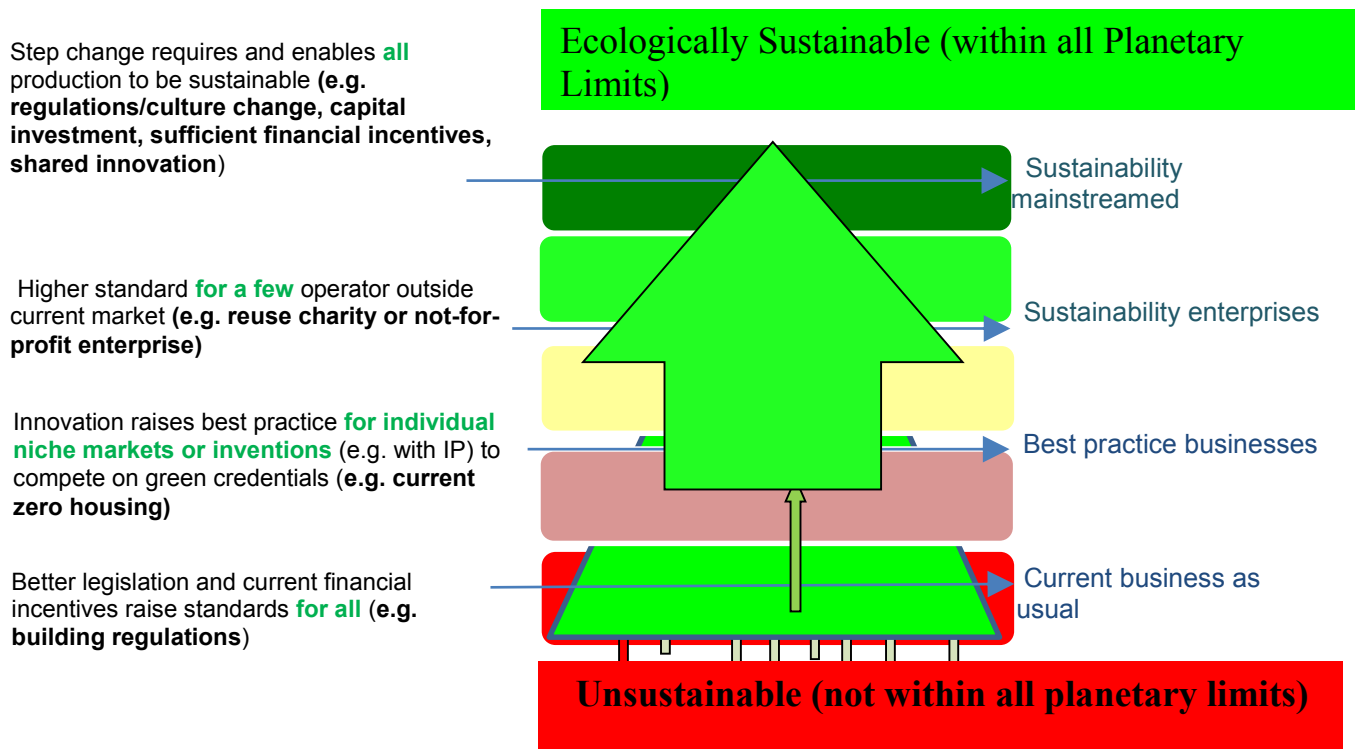 Ecologically Sustainable (within all Planetary
Limits)
Step change requires and enables all
production to be sustainable (e.g.
regulations/culture change, capital
investment, sufficient financial incentives,
shared innovation)
Sustainability
mainstreamed
Higher standard for a few operator outside
current market (e.g. reuse charity or not-for-
profit enterprise)
Sustainability enterprises
Innovation raises best practice for individual
niche markets or inventions (e.g. with IP) to
compete on green credentials (e.g. current
zero housing)
Best practice businesses
Better legislation and current financial
incentives raise standards for all (e.g.
building regulations)
Current business as
usual
Unsustainable (not within all planetary limits)